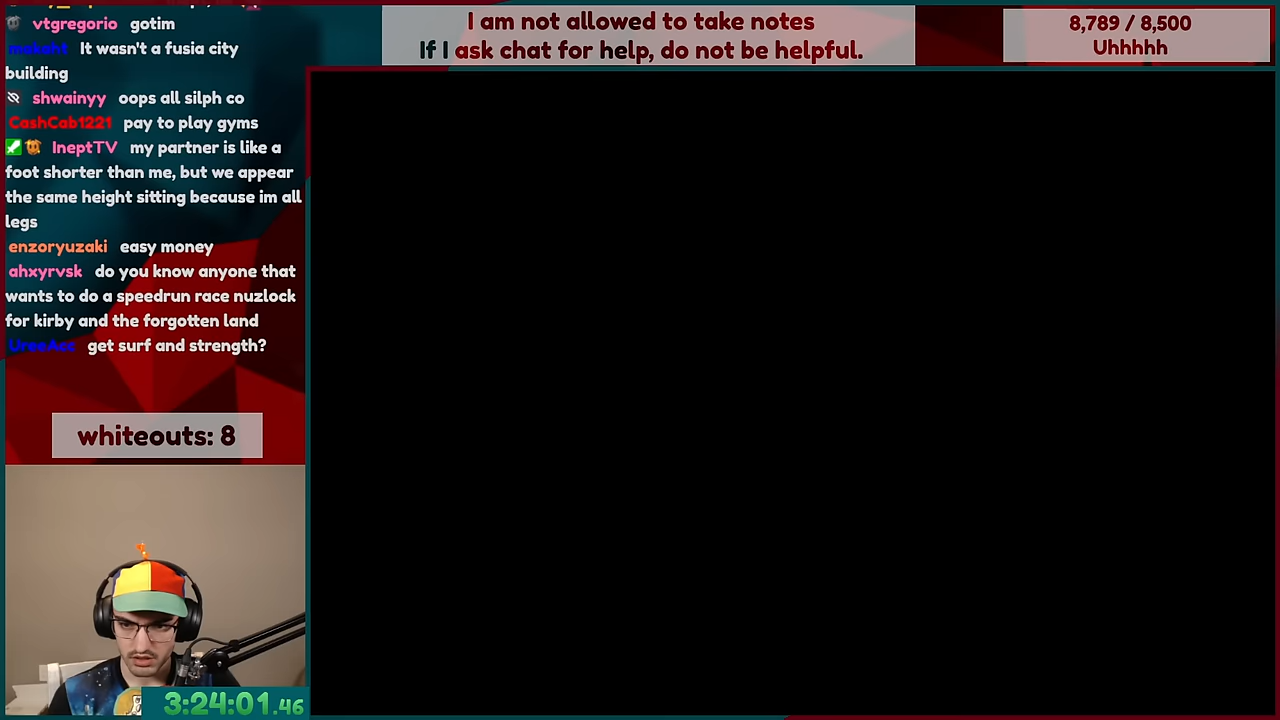 vtgregorio gotim
makaht It wasn't a fusia city
building
shwainyy oops all silph co
CashCab1221 pay to play gyms
IneptTV my partner is like a
foot shorter than me, but we appear
the same height sitting because im all
legs
enzoryuzaki easy money
ahxyrvsk do you know anyone that
wants to do a speedrun race nuzlock
for kirby and the forgotten land
UreeAcc get surf and strength?
I am not allowed to take notes
If I ask chat for help, do not be helpful.
8,789 / 8,500
Uhhhhh
whiteouts: 8
3:24:01.46